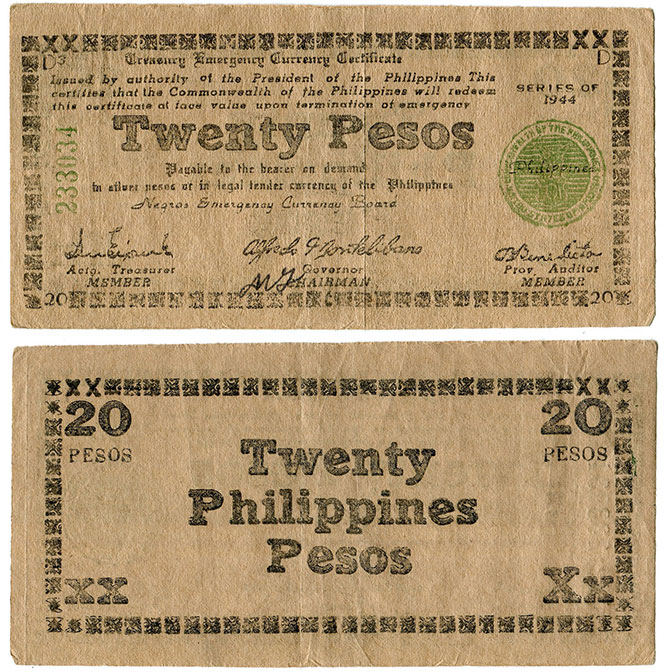 XX XX
D3 Treasury Emergency Currency Certificate D
Issued by authority of the President of the Philippines This
certifies that the Commonwealth of the Philippines will redeem
this certificate at face value upon termination of emergency
SERIES OF
1944
Twenty Pesos
233034
Payable to the bearer on demand
in silver pesos or in legal tender currency of the Philippines
Negros Emergency Currency Board
Philippines
Alfredo Montelibano
Actg. Treasurer
MEMBER
Governor
CHAIRMAN
Prov. Auditor
MEMBER
20 20
XX XX
20 20
PESOS PESOS
Twenty
Philippines
Pesos
XX Xx